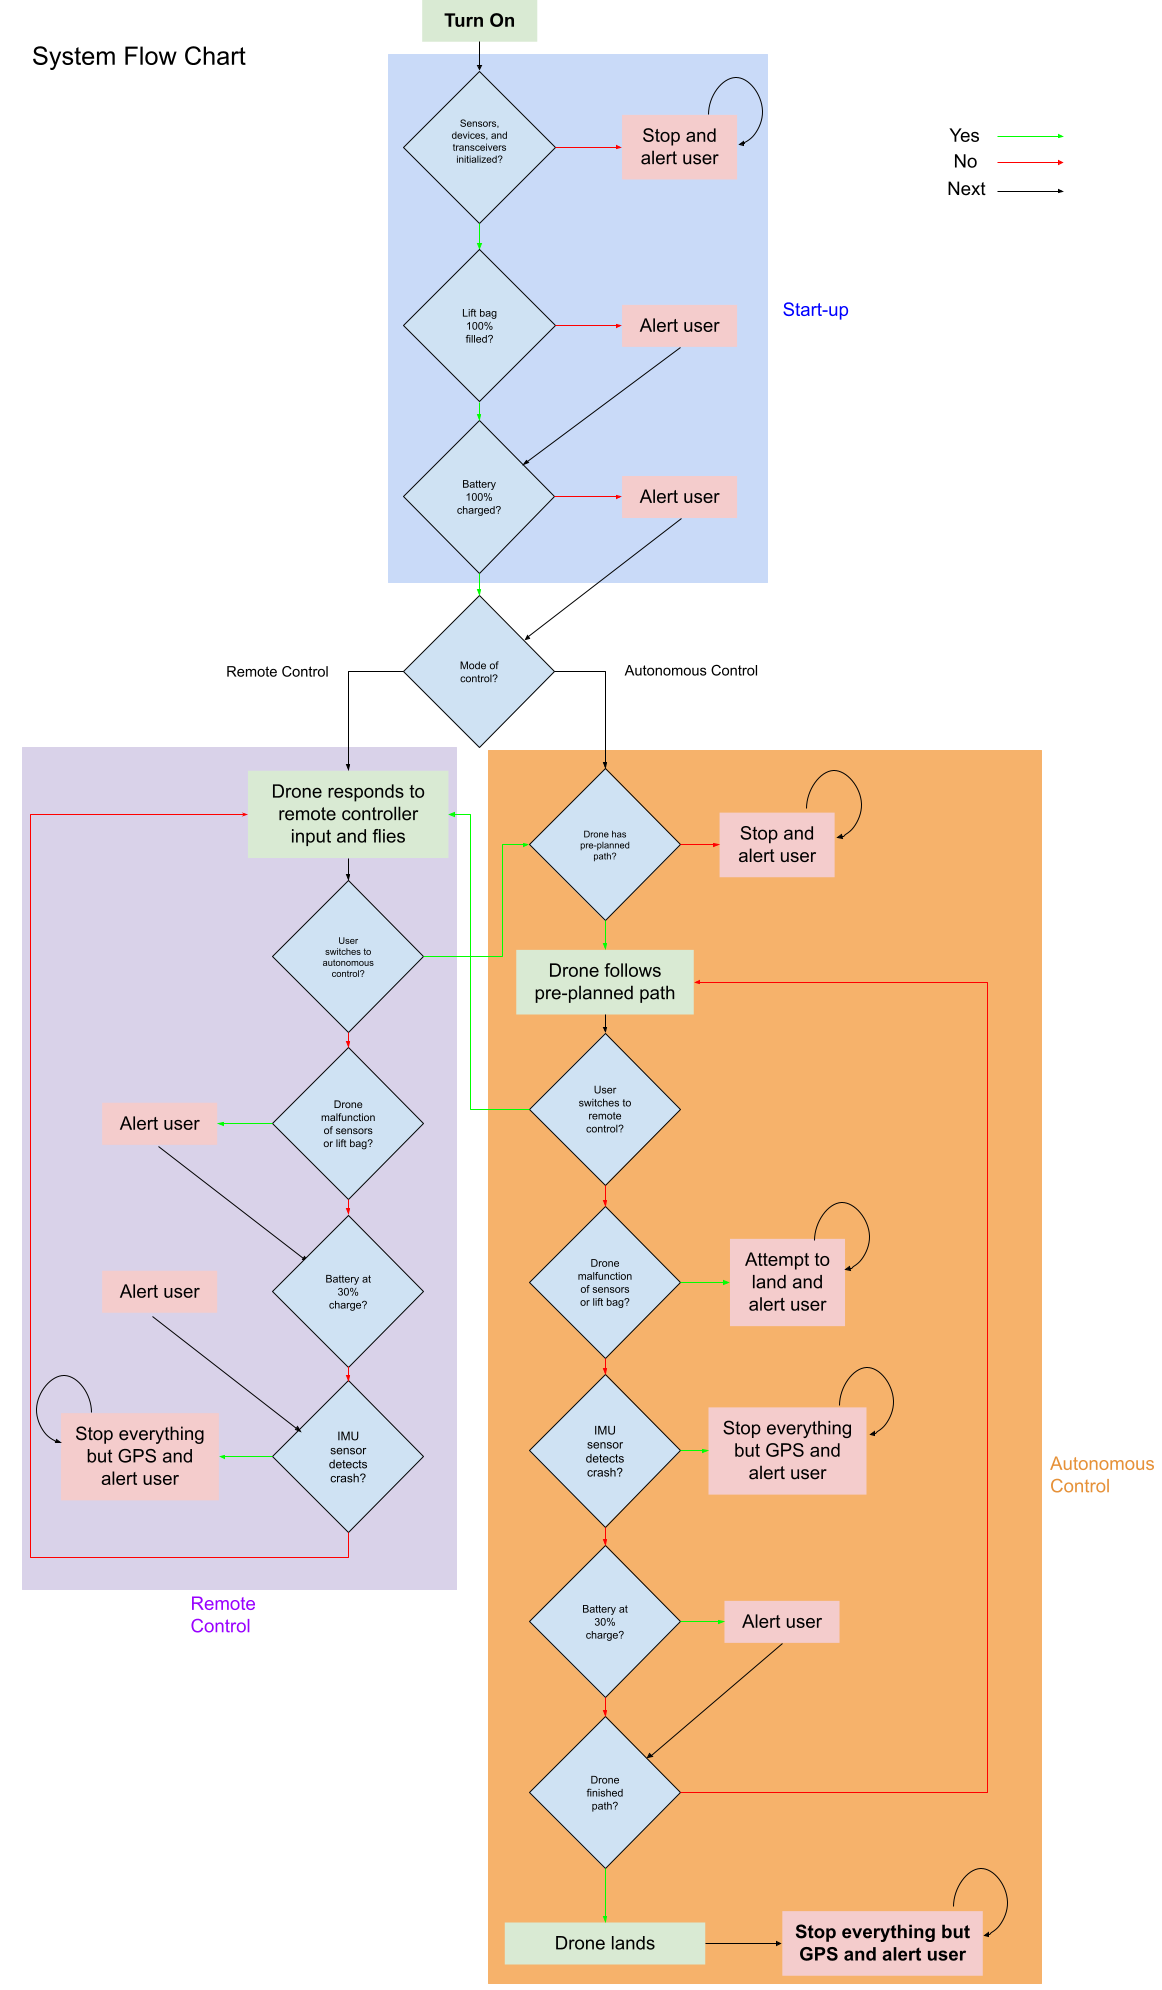 Turn On
System Flow Chart
Sensors,
devices, and
transceivers
initialized?
Stop and
alert user
Yes
No
Next
Lift bag
100%
filled?
Alert user
Start-up
Battery
100%
charged?
Alert user
Mode of
control?
Remote Control
Autonomous Control
Drone responds to
remote controller
input and flies
User
switches to
autonomous
control?
Drone
malfunction
of sensors
or lift bag?
Alert user
Battery at
30%
charge?
Alert user
IMU
sensor
detects
crash?
Stop everything
but GPS and
alert user
Remote
Control
Drone has
pre-planned
path?
Stop and
alert user
Drone follows
pre-planned path
User
switches to
remote
control?
Drone
malfunction
of sensors
or lift bag?
Attempt to
land and
alert user
IMU
sensor
detects
crash?
Stop everything
but GPS and
alert user
Autonomous
Control
Battery at
30%
charge?
Alert user
Drone
finished
path?
Drone lands
Stop everything but
GPS and alert user